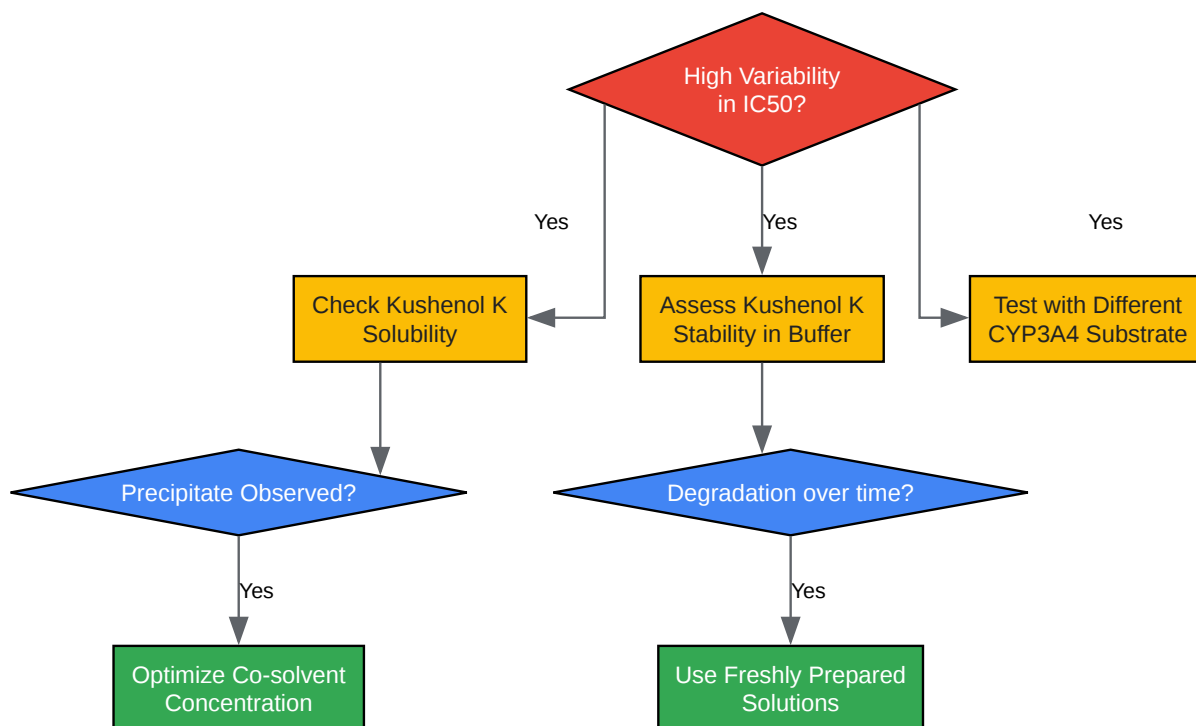 High Variability
in IC50?
Yes
Yes
Yes
Check Kushenol K
Solubility
Assess Kushenol K
Stability in Buffer
Test with Different
CYP3A4 Substrate
Precipitate Observed?
Degradation over time?
Yes
Yes
Optimize Co-solvent
Concentration
Use Freshly Prepared
Solutions